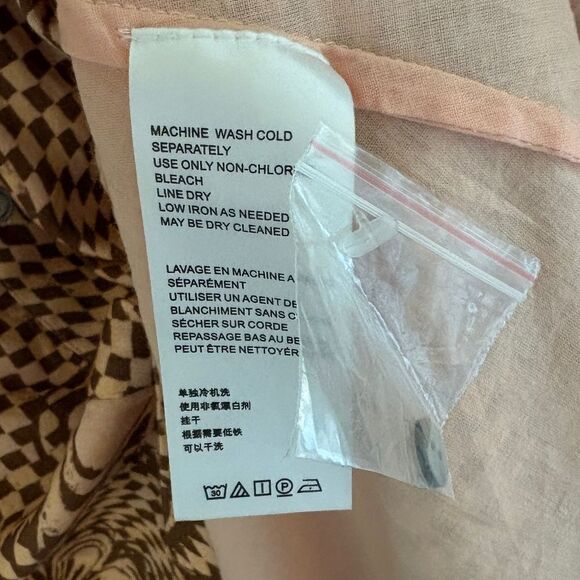 MACHINE WASH COLD
SEPARATELY
USE ONLY NON-CHLOR
BLEACH
LINE DRY
LOW IRON AS NEEDED
MAY BE DRY CLEANED
LAVAGE EN MACHINE A
SÉPARÉMENT
UTILISER UN AGENT DE
BLANCHIMENT SANS C
SÉCHER SUR CORDE
REPASSAGE BAS AU BE
PEUT ÊTRE NETTOYÉR
单独冷机洗
使用非氯漂白剂
挂干
根据需要低铁
可以干洗
30 P